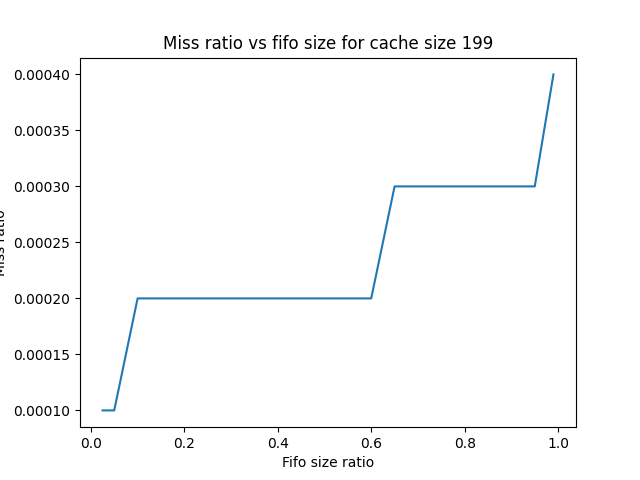 Miss ratio vs fifo size for cache size 199
0.00040
0.00035
0.00030
0.00025
0.00020
0.00015
0.00010
Miss ratio
0.0 0.2 0.4 0.6 0.8 1.0
Fifo size ratio